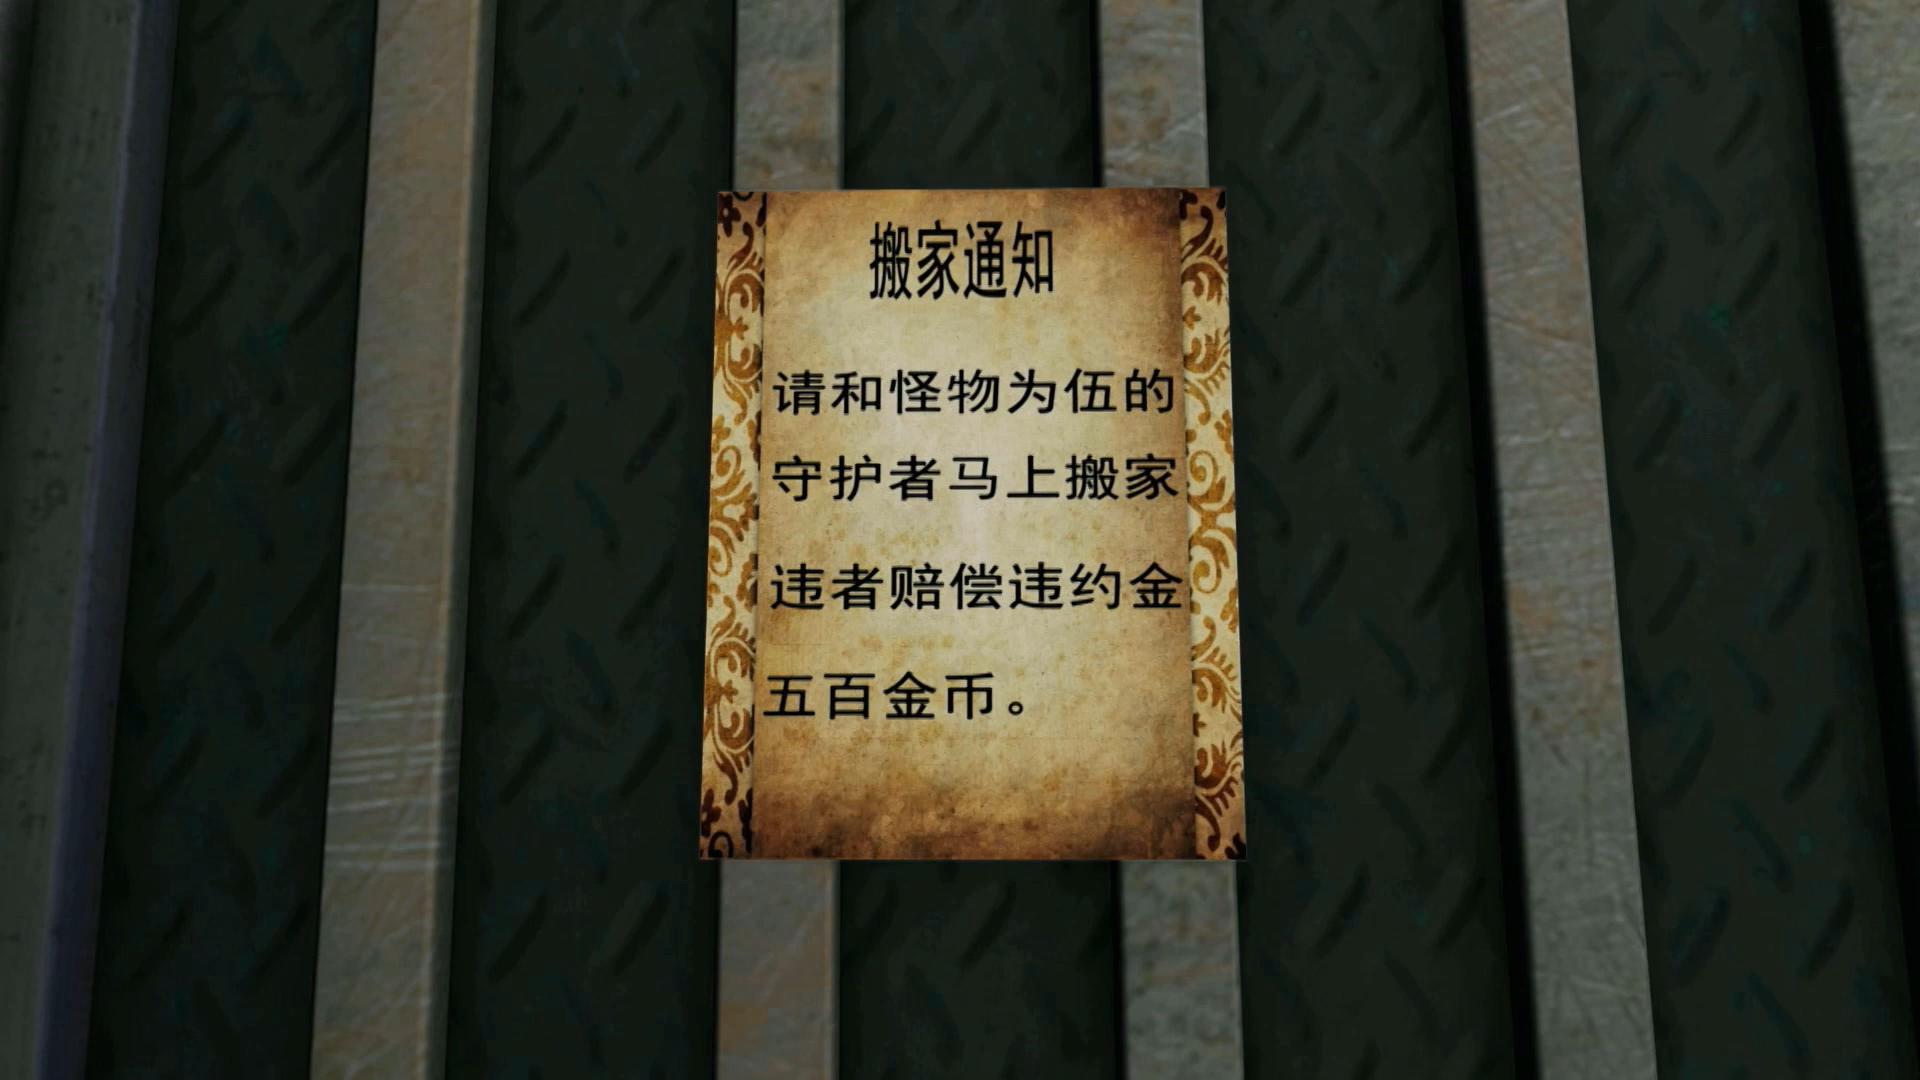 搬家通知
请和怪物为伍的
守护者马上搬家
违者赔偿违约金
五百金币。